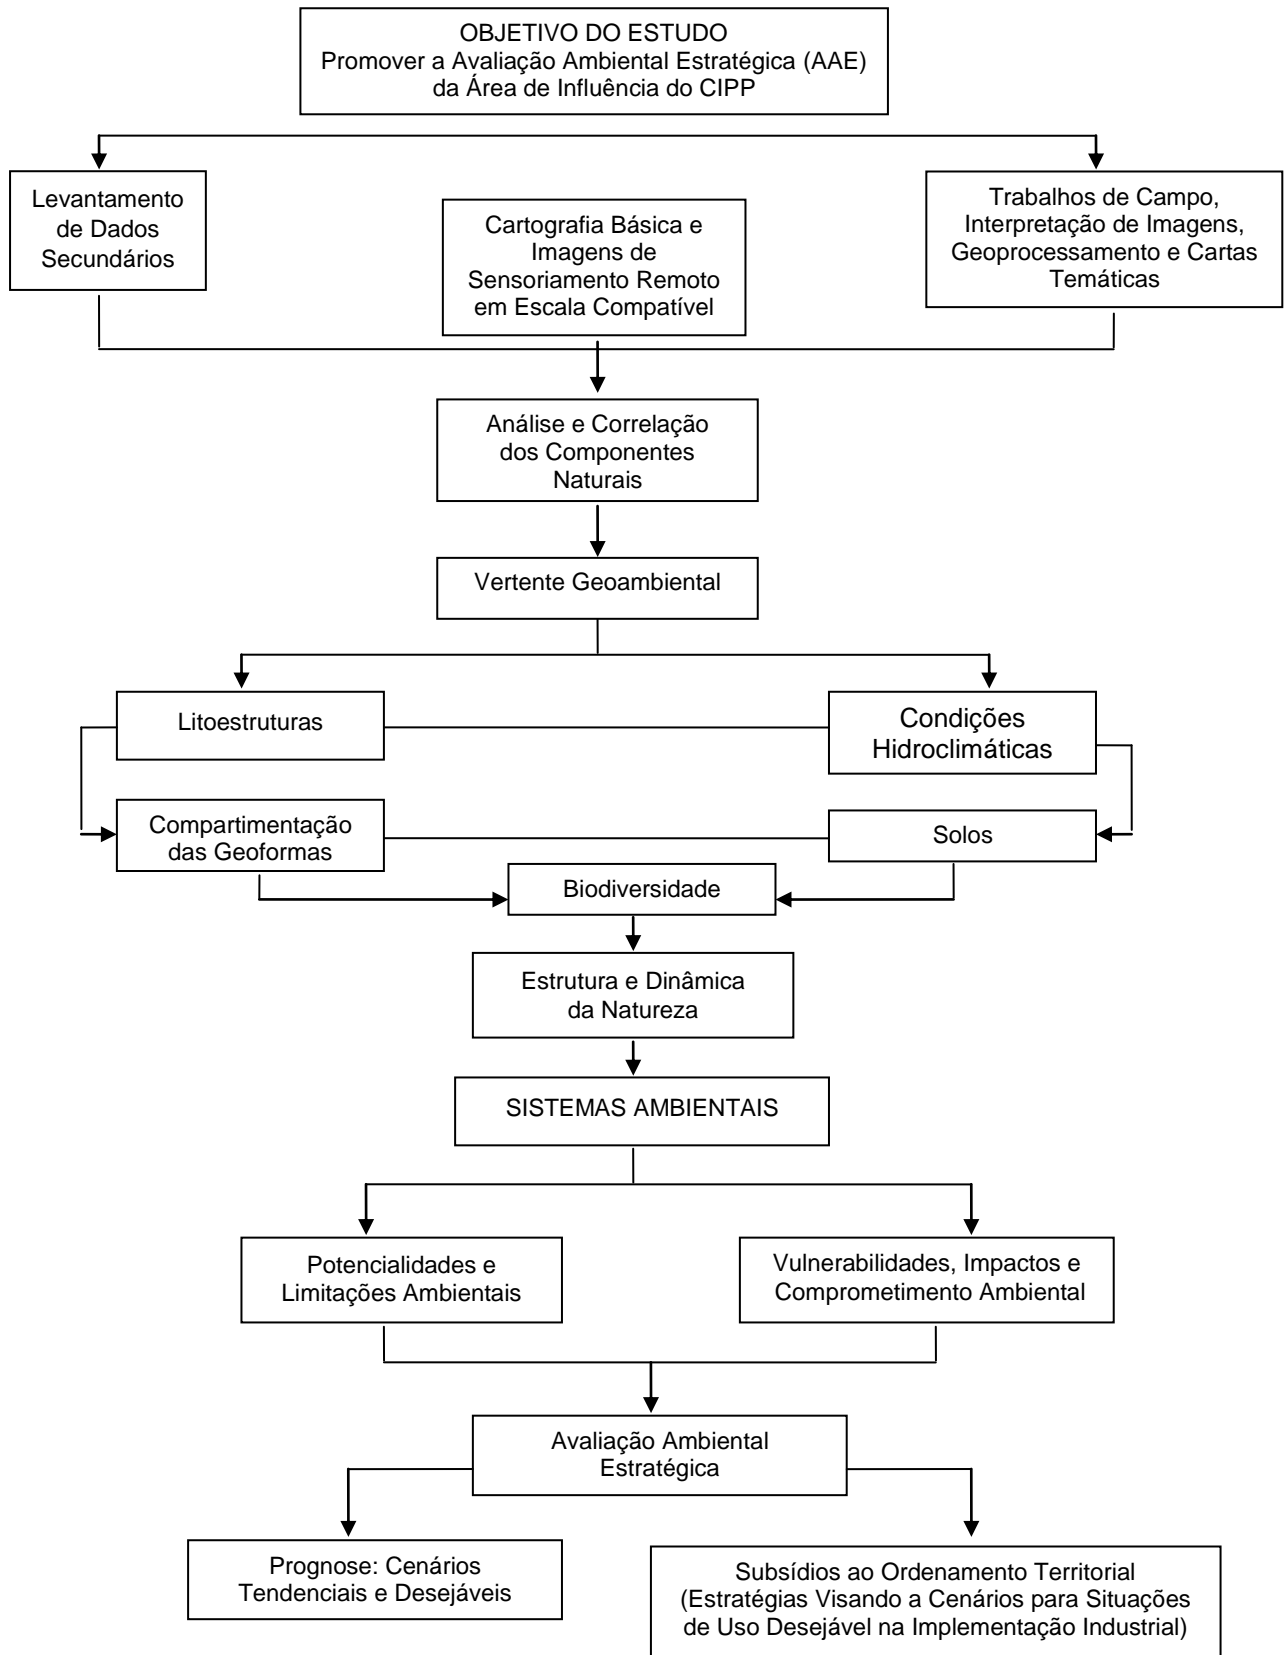 OBJETIVO DO ESTUDO
Promover a Avaliação Ambiental Estratégica (AAE)
da Área de Influência do CIPP
Levantamento
de Dados
Secundários
Cartografia Básica e
Imagens de
Sensoriamento Remoto
em Escala Compatível
Trabalhos de Campo,
Interpretação de Imagens,
Geoprocessamento e Cartas
Temáticas
Análise e Correlação
dos Componentes
Naturais
Vertente Geoambiental
Litoestruturas
Condições
Hidroclimáticas
Compartimentação
das Geoformas
Solos
Biodiversidade
Estrutura e Dinâmica
da Natureza
SISTEMAS AMBIENTAIS
Potencialidades e
Limitações Ambientais
Vulnerabilidades, Impactos e
Comprometimento Ambiental
Avaliação Ambiental
Estratégica
Prognose: Cenários
Tendenciais e Desejáveis
Subsídios ao Ordenamento Territorial
(Estratégias Visando a Cenários para Situações
de Uso Desejável na Implementação Industrial)